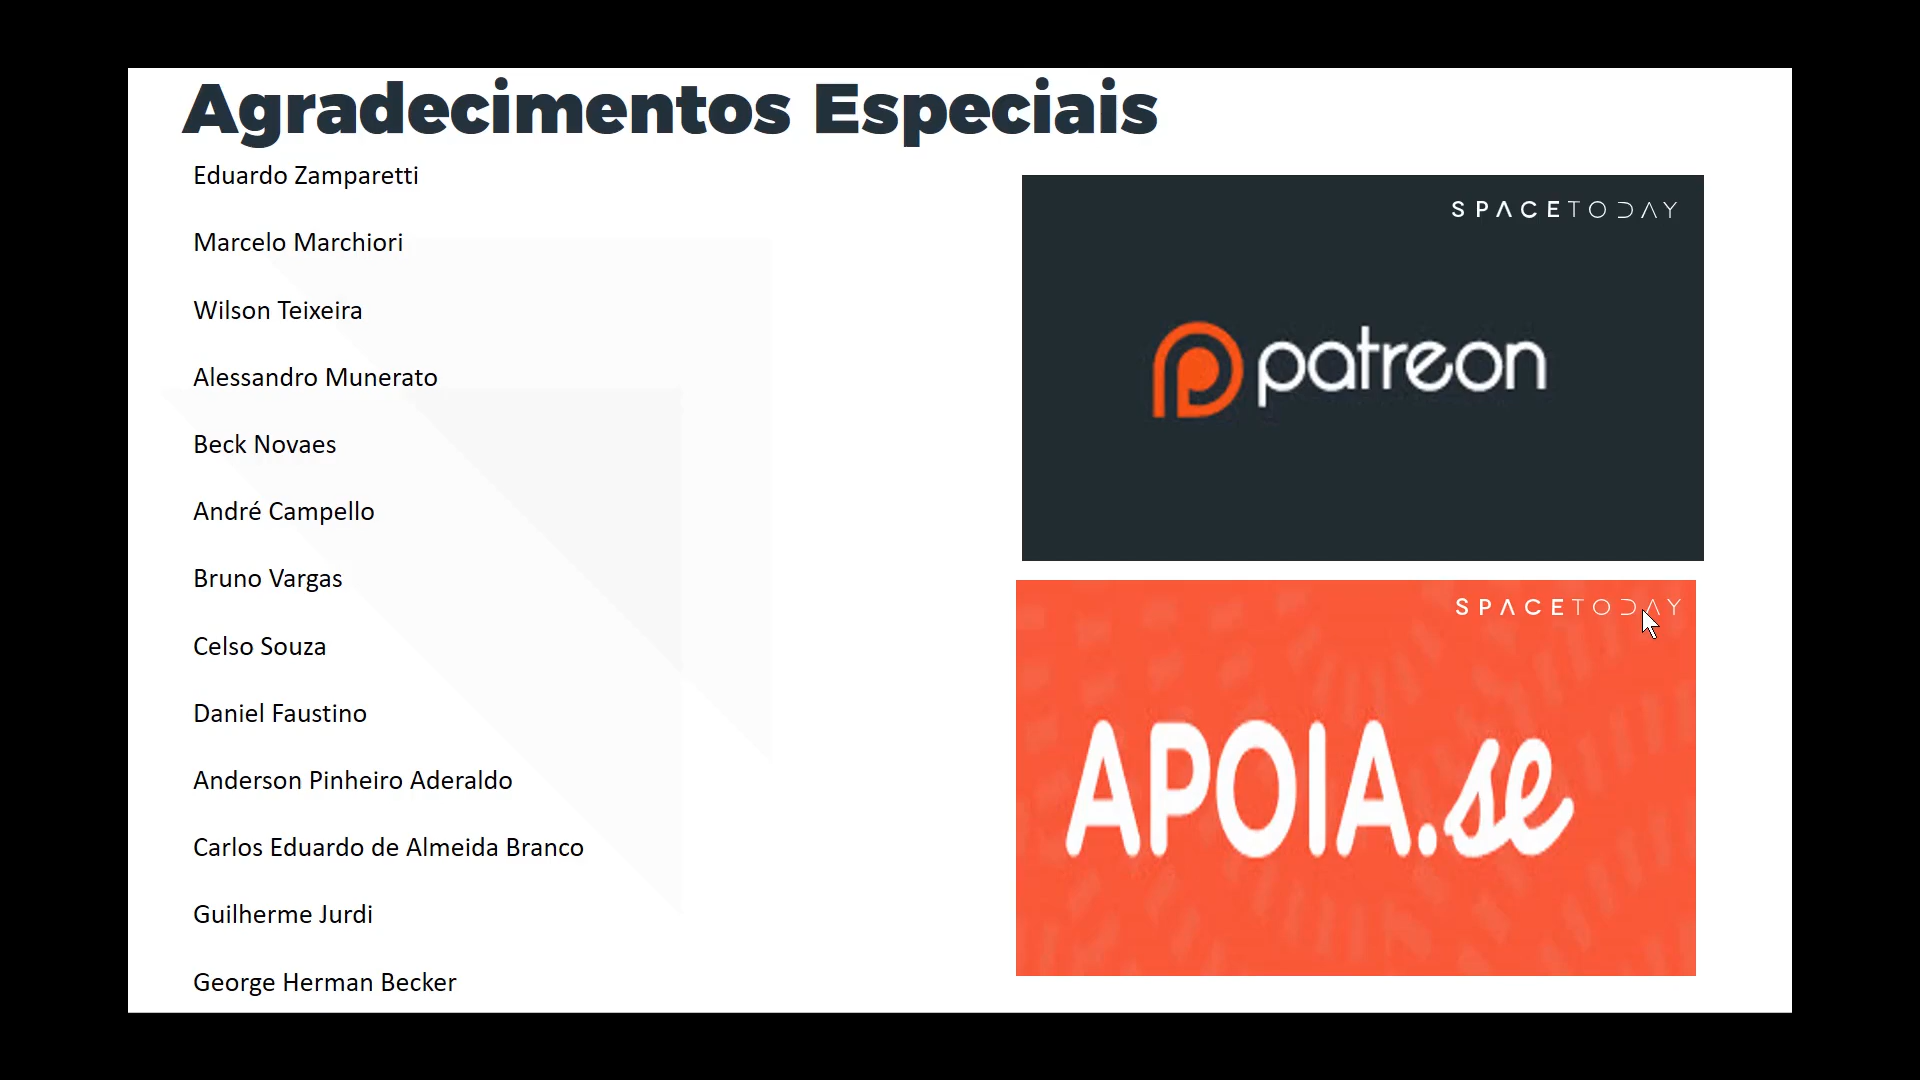 Agradecimentos Especiais
Eduardo Zamparetti
Marcelo Marchiori
Wilson Teixeira
Alessandro Munerato
Beck Novaes
André Campello
Bruno Vargas
Celso Souza
Daniel Faustino
Anderson Pinheiro Aderaldo
Carlos Eduardo de Almeida Branco
Guilherme Jurdi
George Herman Becker
SPACETODAY
patreon
SPACETODAY
APOIA.se